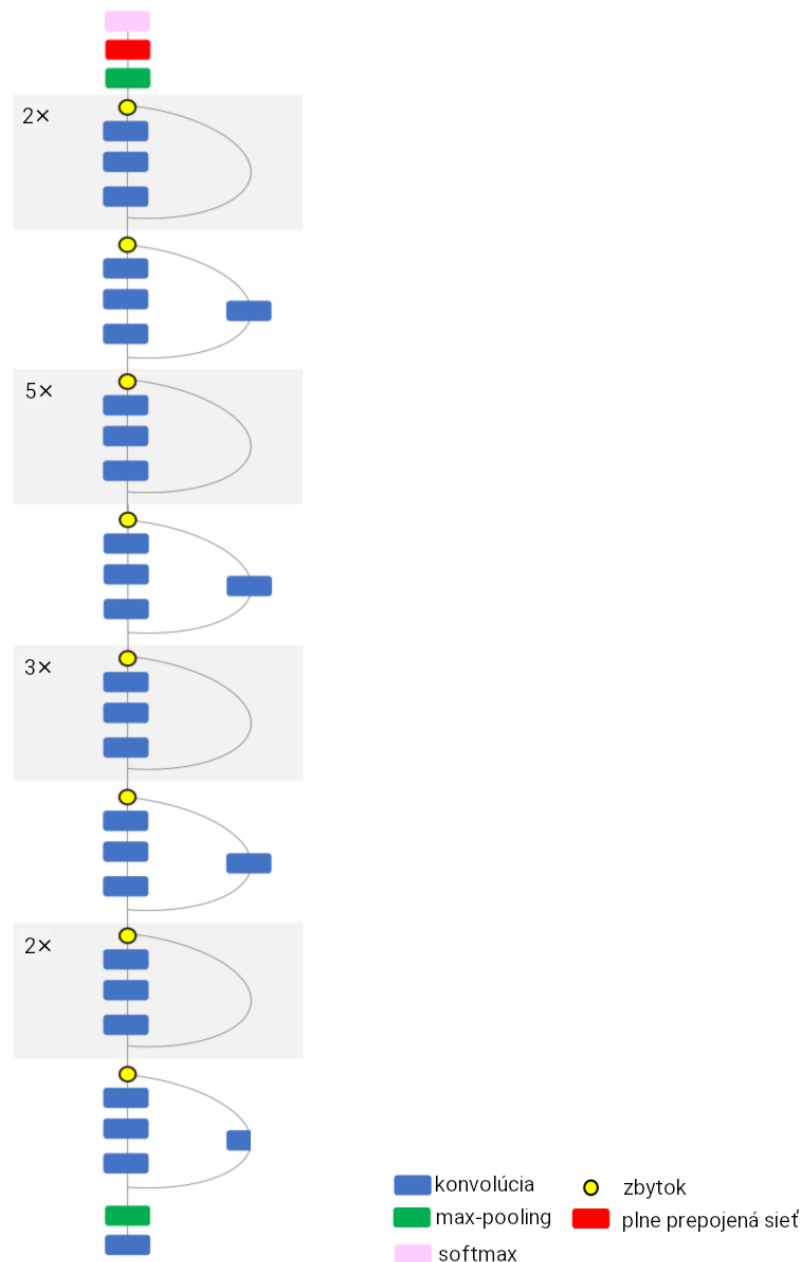 2×
5×
3×
2×
konvolúcia
zbytok
max-pooling
plne prepojená sieť
softmax